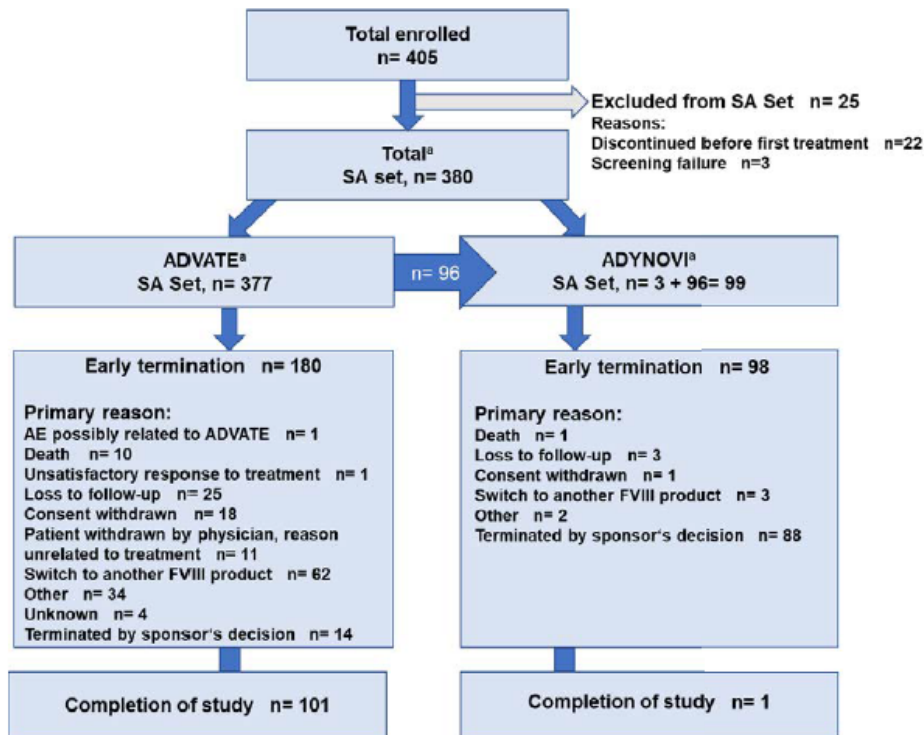 Total enrolled
n= 405
Excluded from SA Set n= 25
Reasons:
Discontinued before first treatment n=22
Screening failure n=3
Totalª
SA set, n= 380
ADVATEª
SA Set, n= 377
n= 96
ADYNOVIª
SA Set, n= 3 + 96= 99
Early termination n= 180
Primary reason:
AE possibly related to ADVATE n= 1
Death n= 10
Unsatisfactory response to treatment n= 1
Loss to follow-up n= 25
Consent withdrawn n= 18
Patient withdrawn by physician, reason
unrelated to treatment n= 11
Switch to another FVIII product n= 62
Other n= 34
Unknown n= 4
Terminated by sponsor's decision n= 14
Early termination n= 98
Primary reason:
Death n= 1
Loss to follow-up n= 3
Consent withdrawn n= 1
Switch to another FVIII product n= 3
Other n= 2
Terminated by sponsor's decision n= 88
Completion of study n= 101
Completion of study n= 1